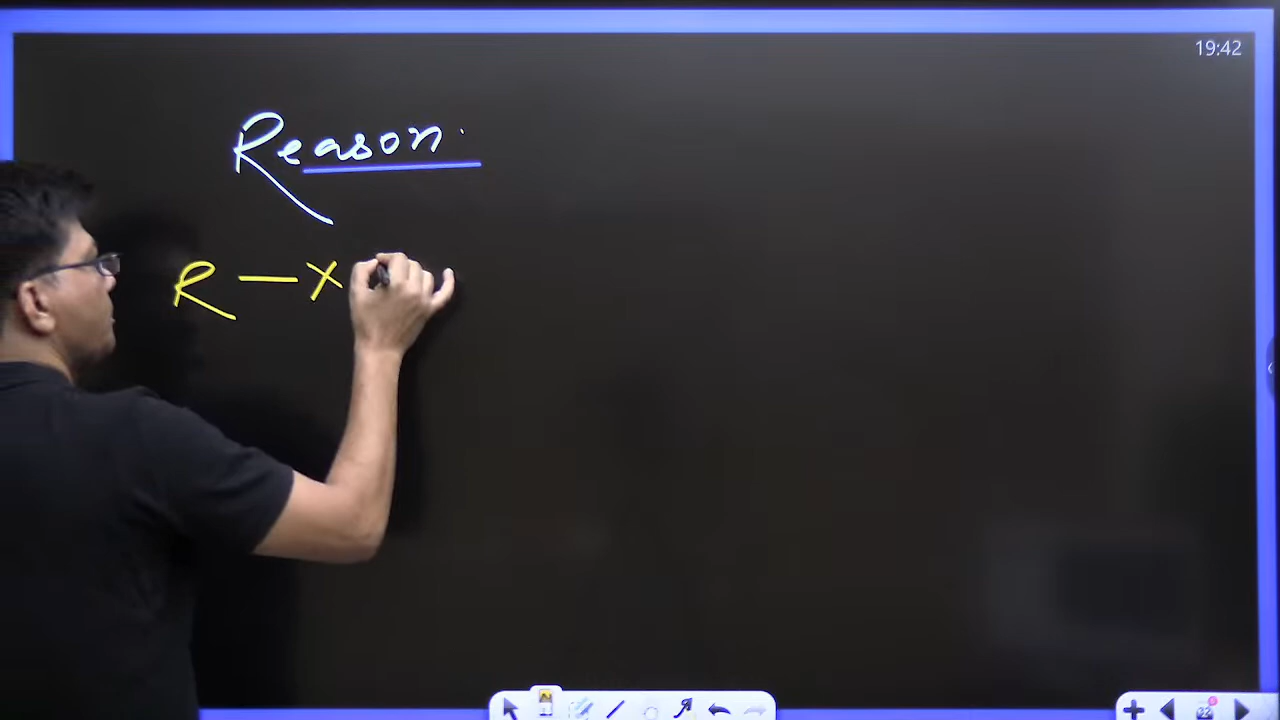 19:42
Reason.
R — X